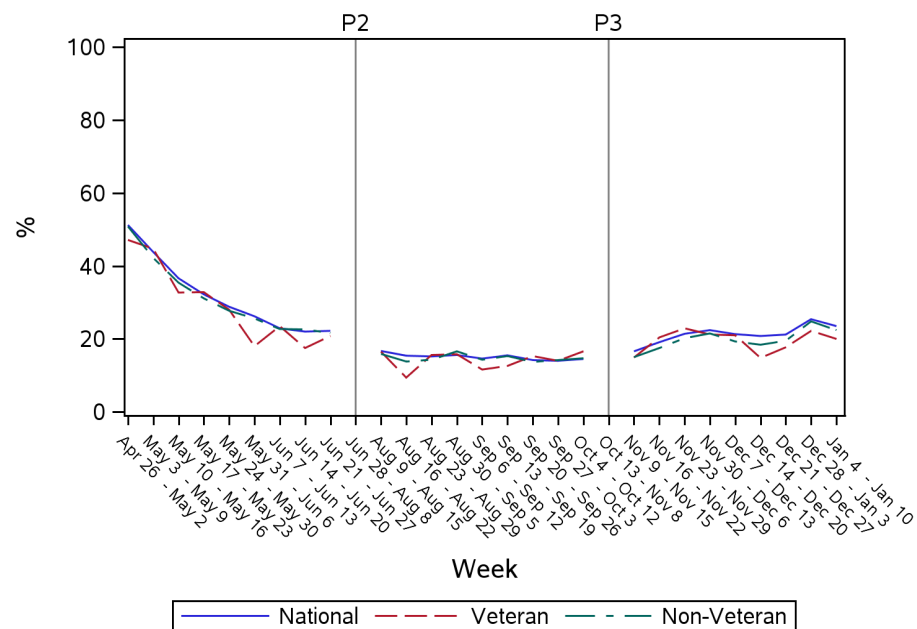 P2 P3
100
80
60
40
20
0
%
Apr 26 - May 2
May 3 - May 9
May 10 - May 16
May 17 - May 23
May 24 - May 30
May 31 - Jun 6
Jun 7 - Jun 13
Jun 14 - Jun 20
Jun 21 - Jun 27
Jun 28 - Aug 8
Aug 9 - Aug 15
Aug 16 - Aug 22
Aug 23 - Aug 29
Aug 30 - Sep 5
Sep 6 - Sep 12
Sep 13 - Sep 19
Sep 20 - Sep 26
Sep 27 - Oct 3
Oct 4 - Oct 12
Oct 13 - Nov 8
Nov 9 - Nov 15
Nov 16 - Nov 22
Nov 23 - Nov 29
Nov 30 - Dec 6
Dec 7 - Dec 13
Dec 14 - Dec 20
Dec 21 - Dec 27
Dec 28 - Jan 3
Jan 4 - Jan 10
Week
National Veteran Non-Veteran